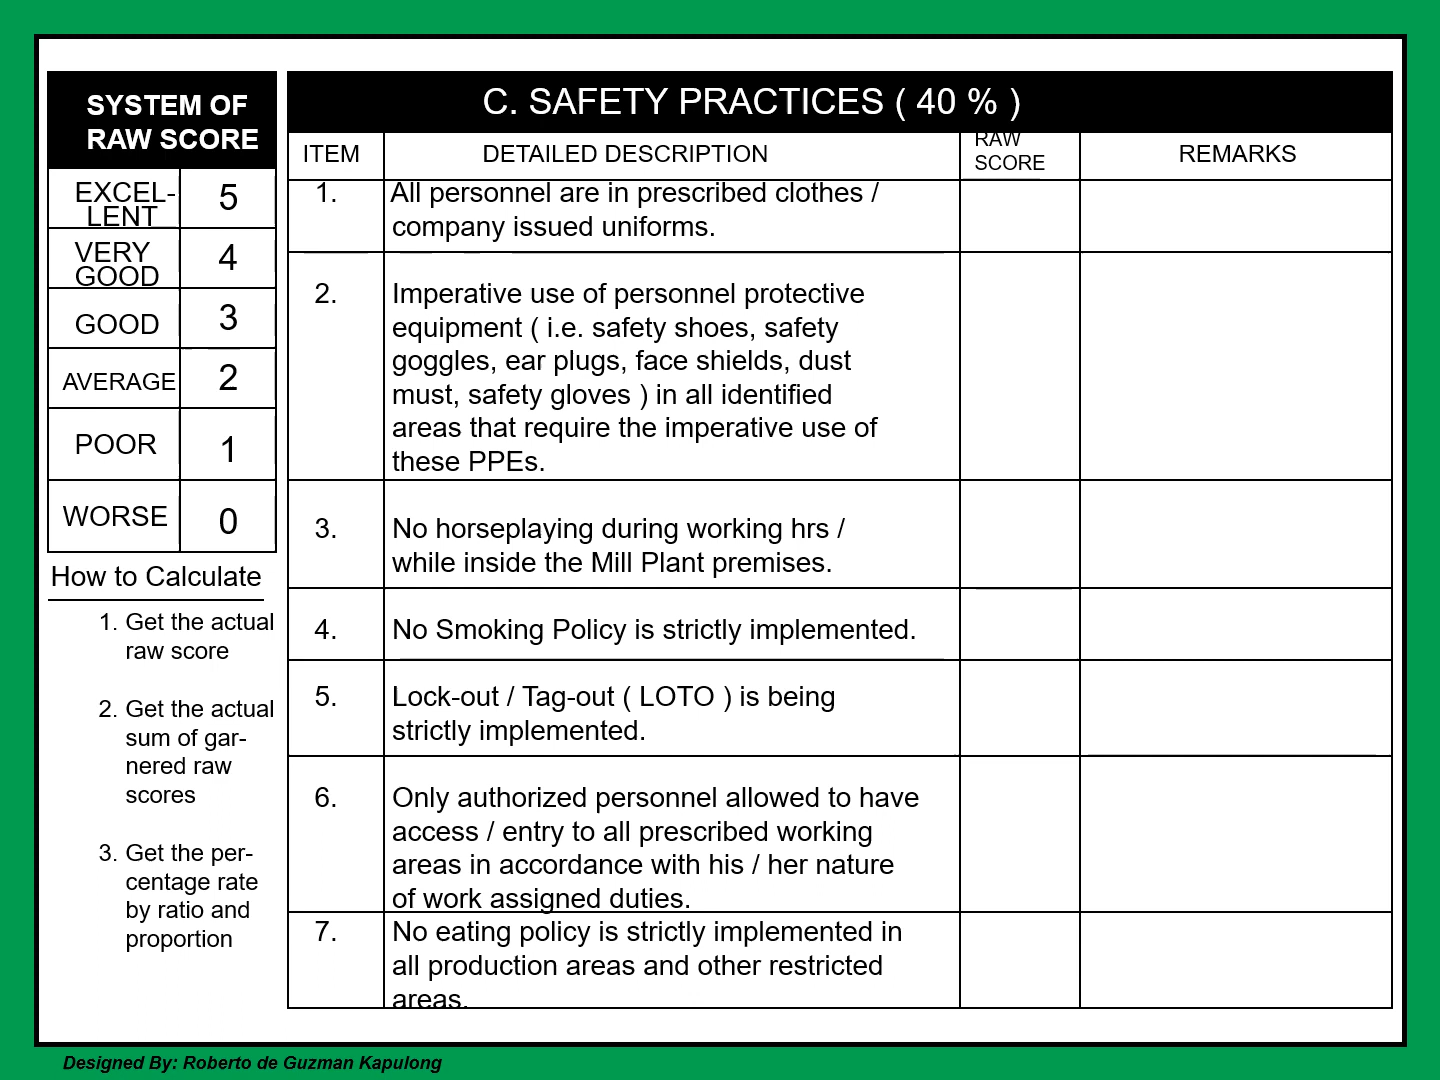 SYSTEM OF
RAW SCORE
EXCEL-
LENT
5
VERY
GOOD
4
GOOD
3
AVERAGE
2
POOR
1
WORSE
0
How to Calculate
1. Get the actual
raw score
2. Get the actual
sum of gar-
nered raw
scores
3. Get the per-
centage rate
by ratio and
proportion
C. SAFETY PRACTICES ( 40 % )
ITEM
DETAILED DESCRIPTION
RAW
SCORE
REMARKS
1. All personnel are in prescribed clothes /
company issued uniforms.
2. Imperative use of personnel protective
equipment ( i.e. safety shoes, safety
goggles, ear plugs, face shields, dust
must, safety gloves ) in all identified
areas that require the imperative use of
these PPEs.
3. No horseplaying during working hrs /
while inside the Mill Plant premises.
4. No Smoking Policy is strictly implemented.
5. Lock-out / Tag-out ( LOTO ) is being
strictly implemented.
6. Only authorized personnel allowed to have
access / entry to all prescribed working
areas in accordance with his / her nature
of work assigned duties.
7. No eating policy is strictly implemented in
all production areas and other restricted
areas.
Designed By: Roberto de Guzman Kapulong